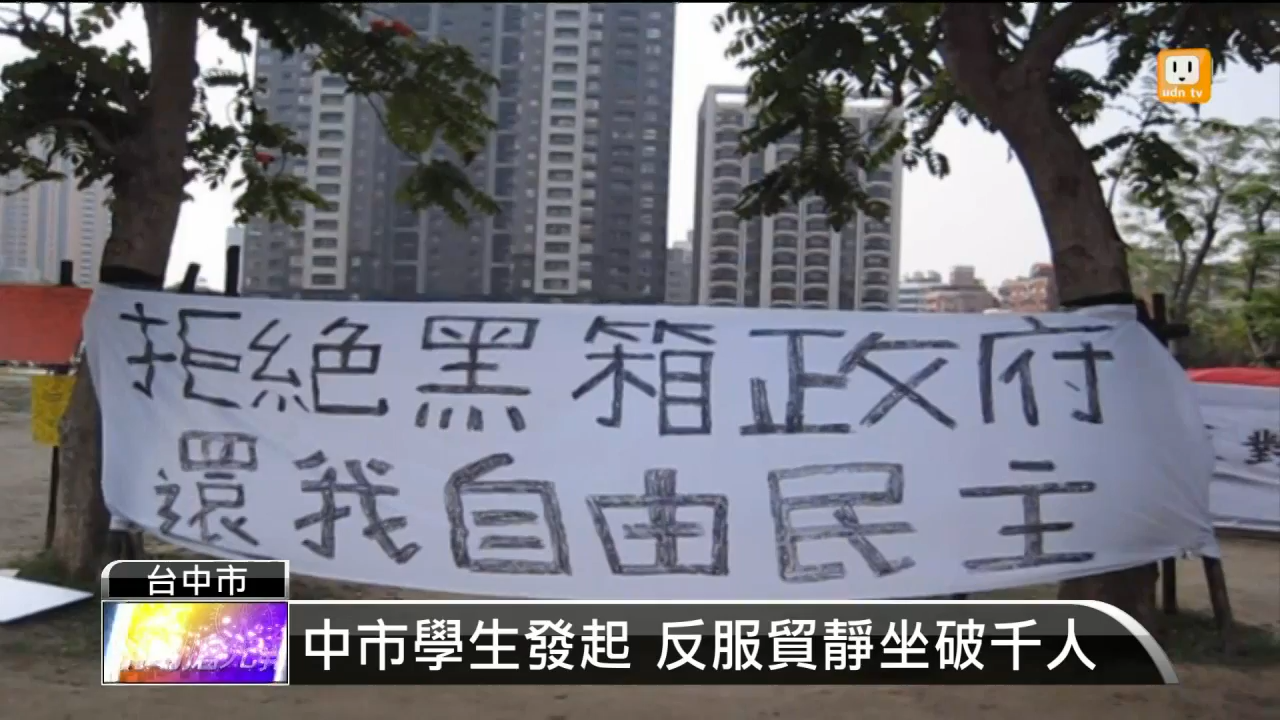 udn tv
拒絕黑箱政府
還我自由民主
對
台中市
中市學生發起 反服貿靜坐破千人